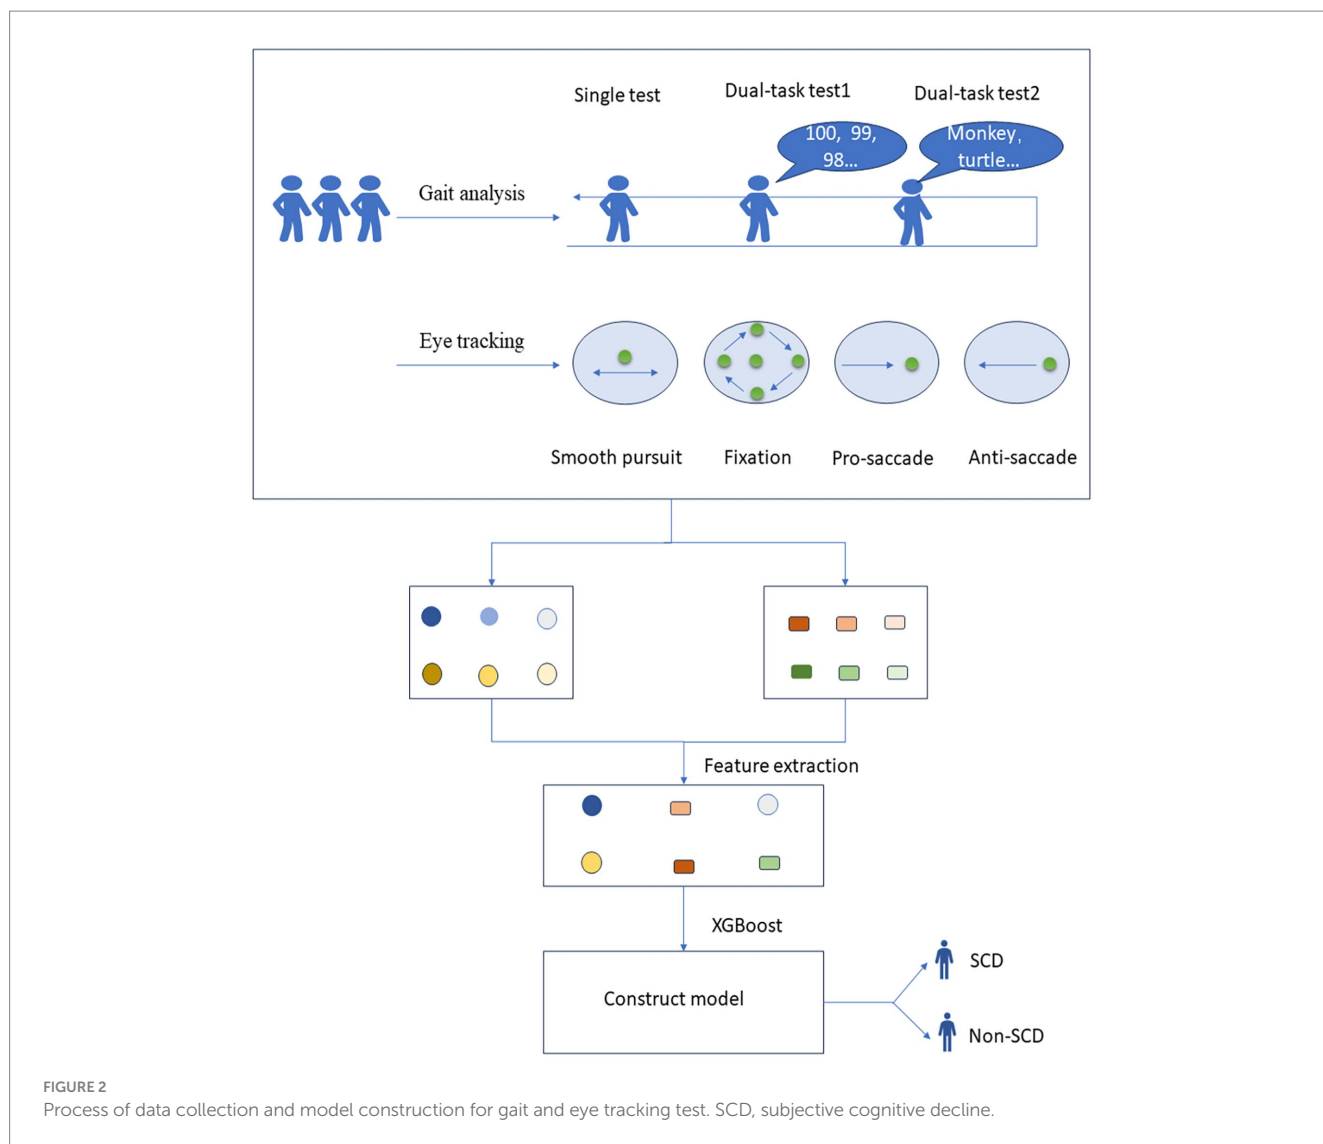 Single test
Dual-task test1
Dual-task test2
100, 99,
98...
Monkey,
turtle...
Gait analysis
Eye tracking
Smooth pursuit
Fixation
Pro-saccade
Anti-saccade
Feature extraction
XGBoost
Construct model
SCD
Non-SCD
FIGURE 2
Process of data collection and model construction for gait and eye tracking test. SCD, subjective cognitive decline.